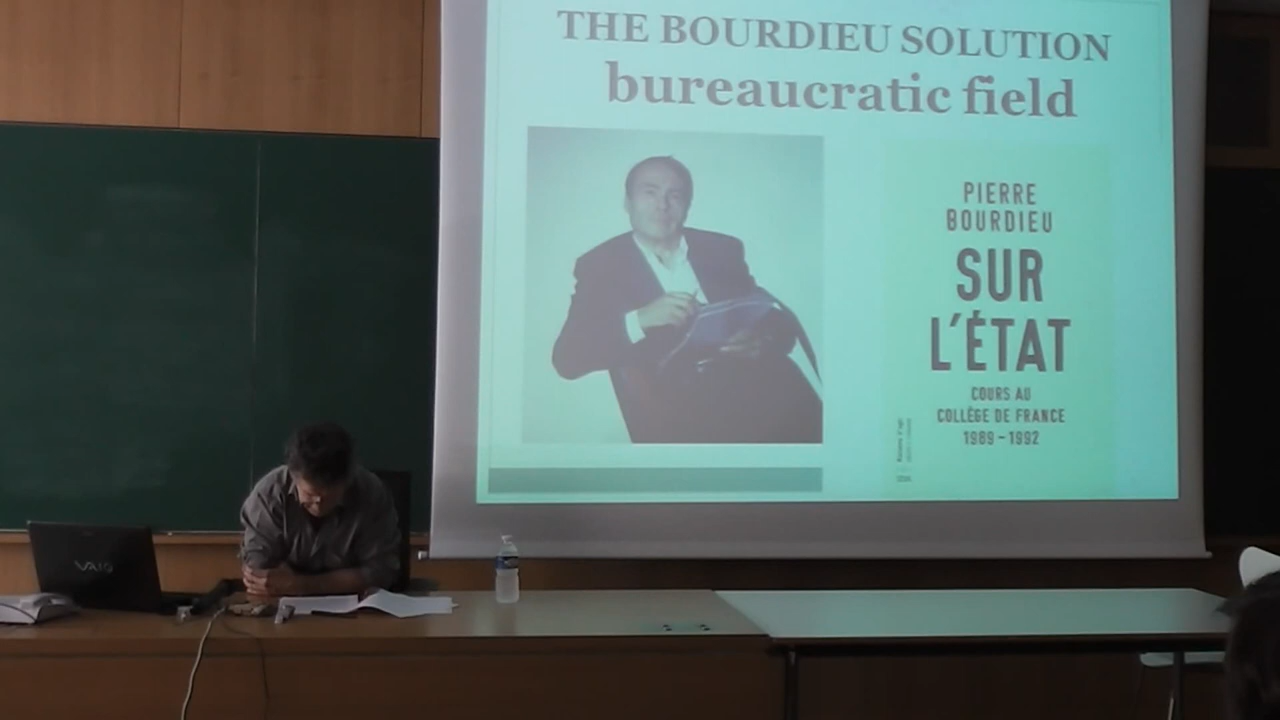 THE BOURDIEU SOLUTION
bureaucratic field
PIERRE
BOURDIEU
SUR
L'ÉTAT
COURS AU
COLLÈGE DE FRANCE
1989-1992
VAIO